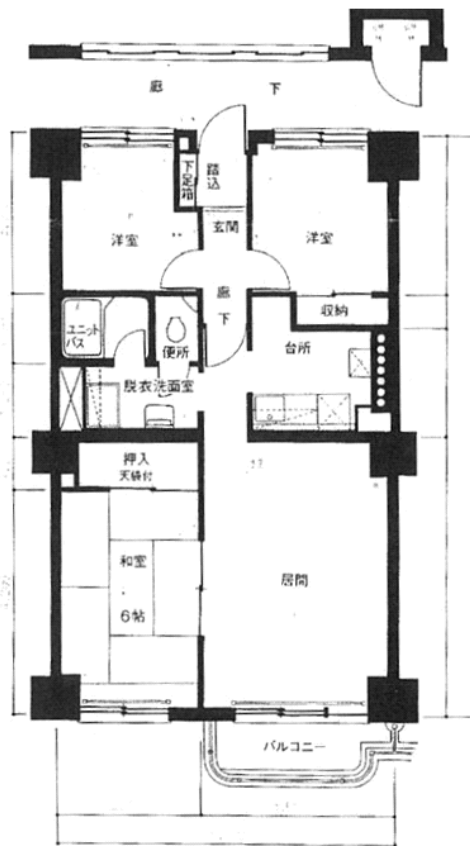 廊 下
下足箱
踏込
玄関
洋室
洋室
廊下
収納
ユニットバス
便所
台所
脱衣洗面室
押入
天袋付
和室
6帖
居間
バルコニー